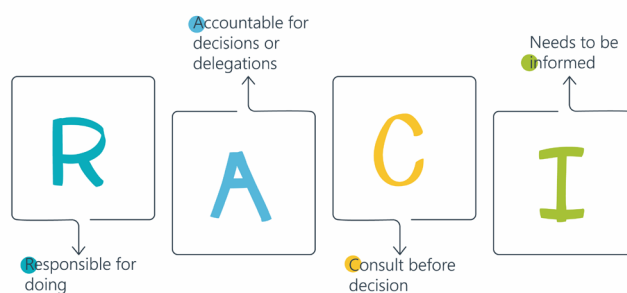 Accountable for
decisions or
delegations
Needs to be
informed
R
A
C
I
Responsible for
doing
Consult before
decision